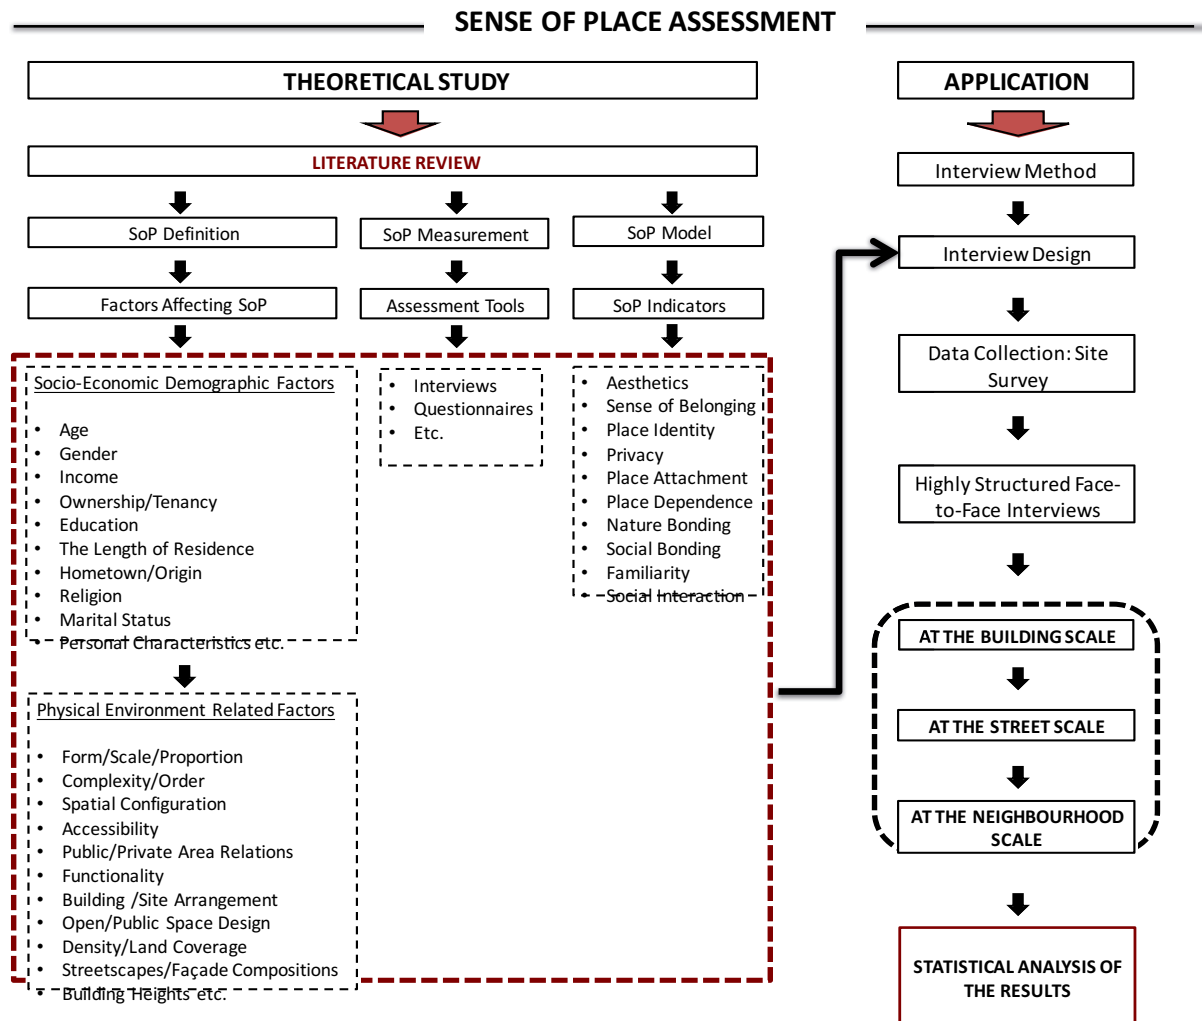 SENSE OF PLACE ASSESSMENT
THEORETICAL STUDY
LITERATURE REVIEW
SoP Definition
SoP Measurement
SoP Model
Factors Affecting SoP
Assessment Tools
SoP Indicators
Socio-Economic Demographic Factors
• Age
• Gender
• Income
• Ownership/Tenancy
• Education
• The Length of Residence
• Hometown/Origin
• Religion
• Marital Status
• Personal Characteristics etc.
Physical Environment Related Factors
• Form/Scale/Proportion
• Complexity/Order
• Spatial Configuration
• Accessibility
• Public/Private Area Relations
• Functionality
• Building /Site Arrangement
• Open/Public Space Design
• Density/Land Coverage
• Streetscapes/Façade Compositions
• Building Heights etc.
• Interviews
• Questionnaires
• Etc.
• Aesthetics
• Sense of Belonging
• Place Identity
• Privacy
• Place Attachment
• Place Dependence
• Nature Bonding
• Social Bonding
• Familiarity
• Social Interaction
APPLICATION
Interview Method
Interview Design
Data Collection: Site
Survey
Highly Structured Face-
to-Face Interviews
AT THE BUILDING SCALE
AT THE STREET SCALE
AT THE NEIGHBOURHOOD
SCALE
STATISTICAL ANALYSIS OF
THE RESULTS